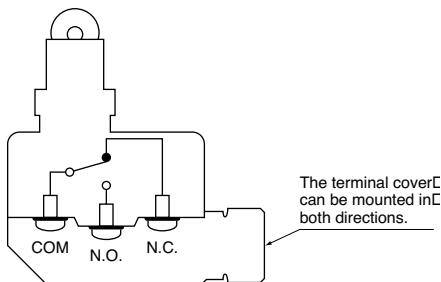 The terminal cover□
can be mounted in□
both directions.
COM
N.O.
N.C.